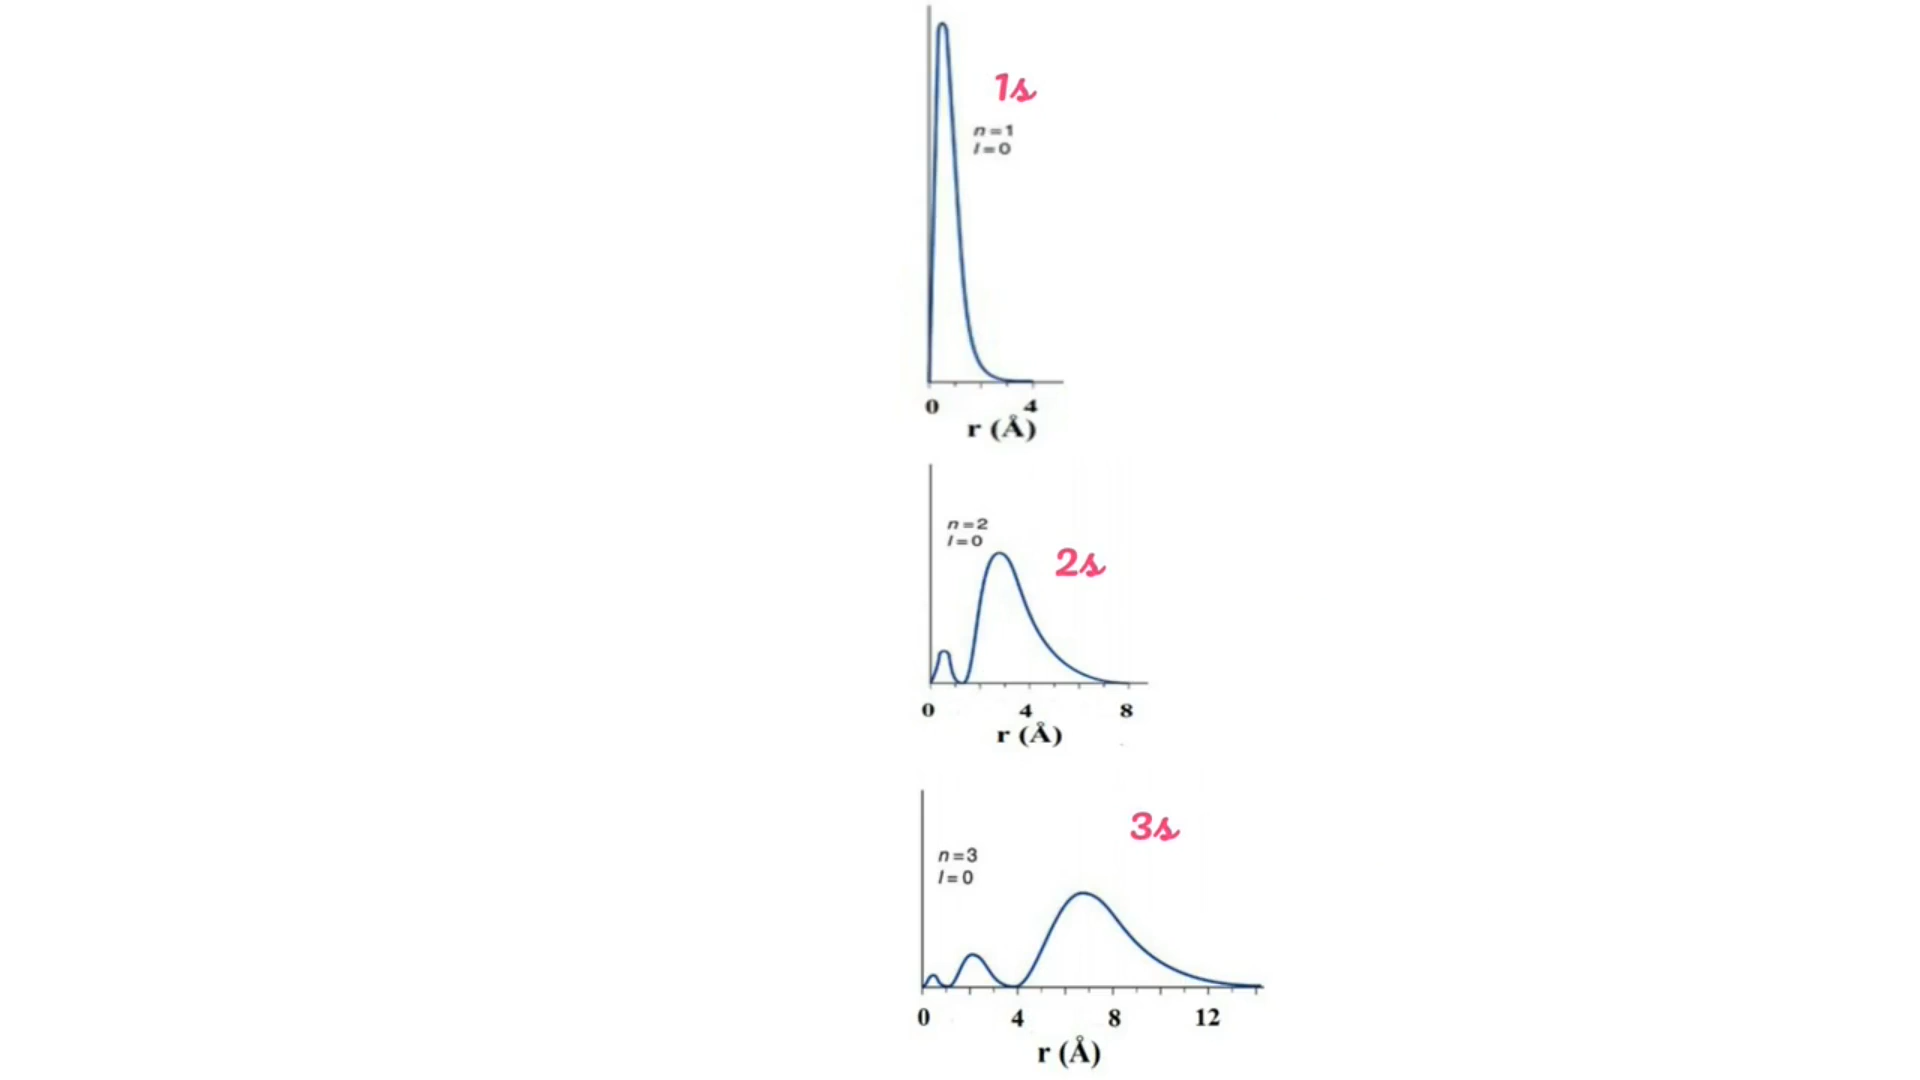 1s
n=1
l=0
0 4
r (Å)
n=2
l=0
2s
0 4 8
r (Å)
3s
n=3
l=0
0 4 8 12
r (Å)